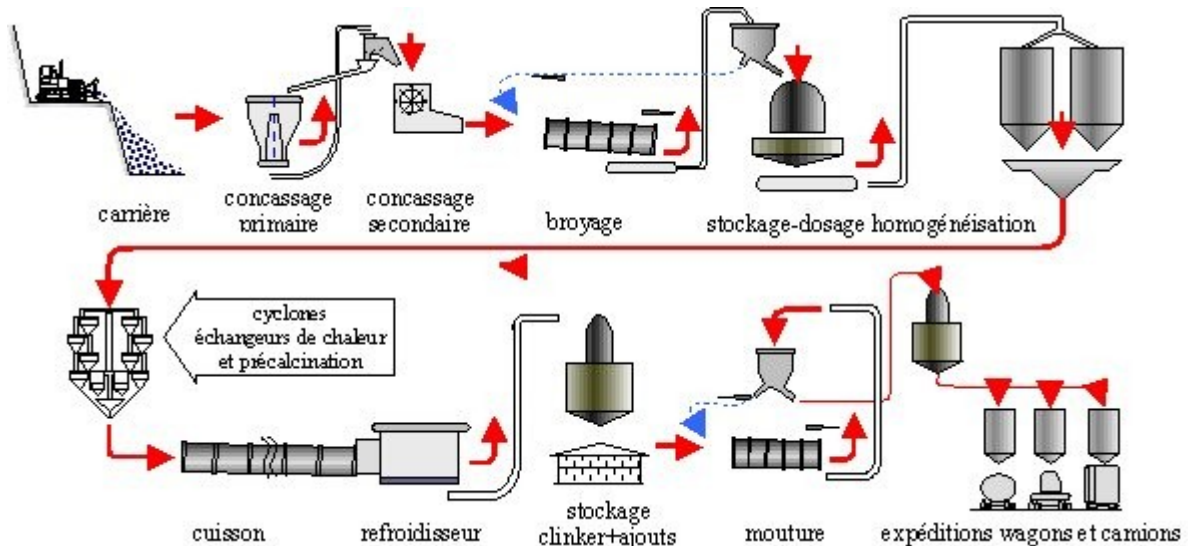 carrière
concassage
primaire
concassage
secondaire
broyage
stockage-dosage homogénéisation
cyclones
échangeurs de chaleur
et précalcination
cuisson
refroidisseur
stockage
clinker+ajouts
mouture
expéditions wagons et camions